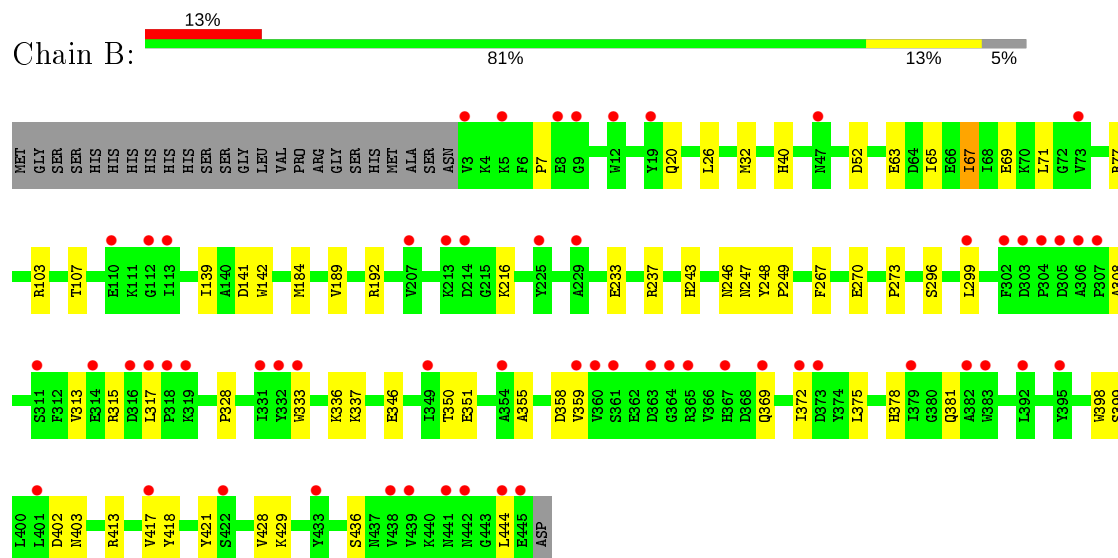 13%
Chain B:
81% 13% 5%
MET GLY SER SER HIS HIS HIS HIS HIS HIS SER SER GLY LEU VAL PRO ARG GLY SER HIS MET ALA SER ASN V3 K4 K5 F6 P7 E8 G9 W12 Y19 Q20 L26 M32 H40 N47 D52 E63 D64 I65 E66 I67 I68 E69 K70 L71 G72 V73 R77
R103 T107 E110 K111 G112 I113 I139 A140 D141 W142 M184 V189 R192 V207 K213 D214 G215 K216 Y225 A229 E233 R237 H243 N246 N247 Y248 P249 F267 E270 P273 S296 L299 F302 D303 P304 D305 A306 P307 A308
S311 F312 V313 E314 R315 D316 L317 P318 K319 P328 I331 Y332 W333 K336 K337 E346 I349 T350 E351 A354 A355 D358 V359 V360 S361 E362 D363 G364 R365 V366 H367 D368 Q369 I372 D373 Y374 L375 H378 I379 G380 Q381 A382 W383 L392 Y395 W398 S399
L400 L401 D402 N403 R413 V417 Y418 Y421 S422 V428 K429 Y433 S436 N437 V438 V439 K440 N441 N442 G443 L444 E445 ASP